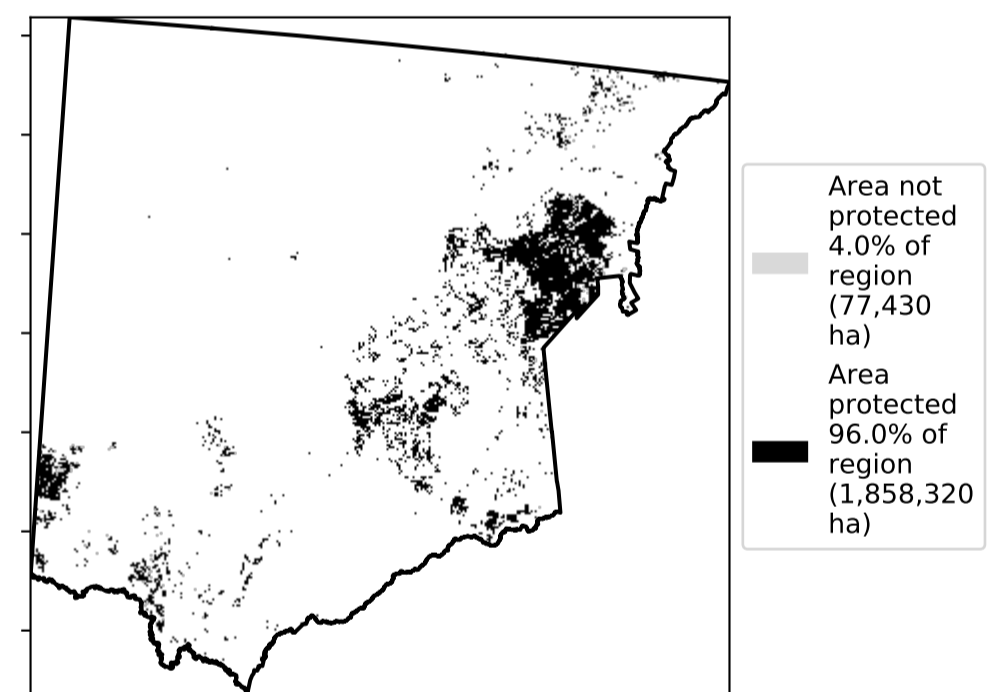 Area not
protected
4.0% of
region
(77,430
ha)
Area
protected
96.0% of
region
(1,858,320
ha)